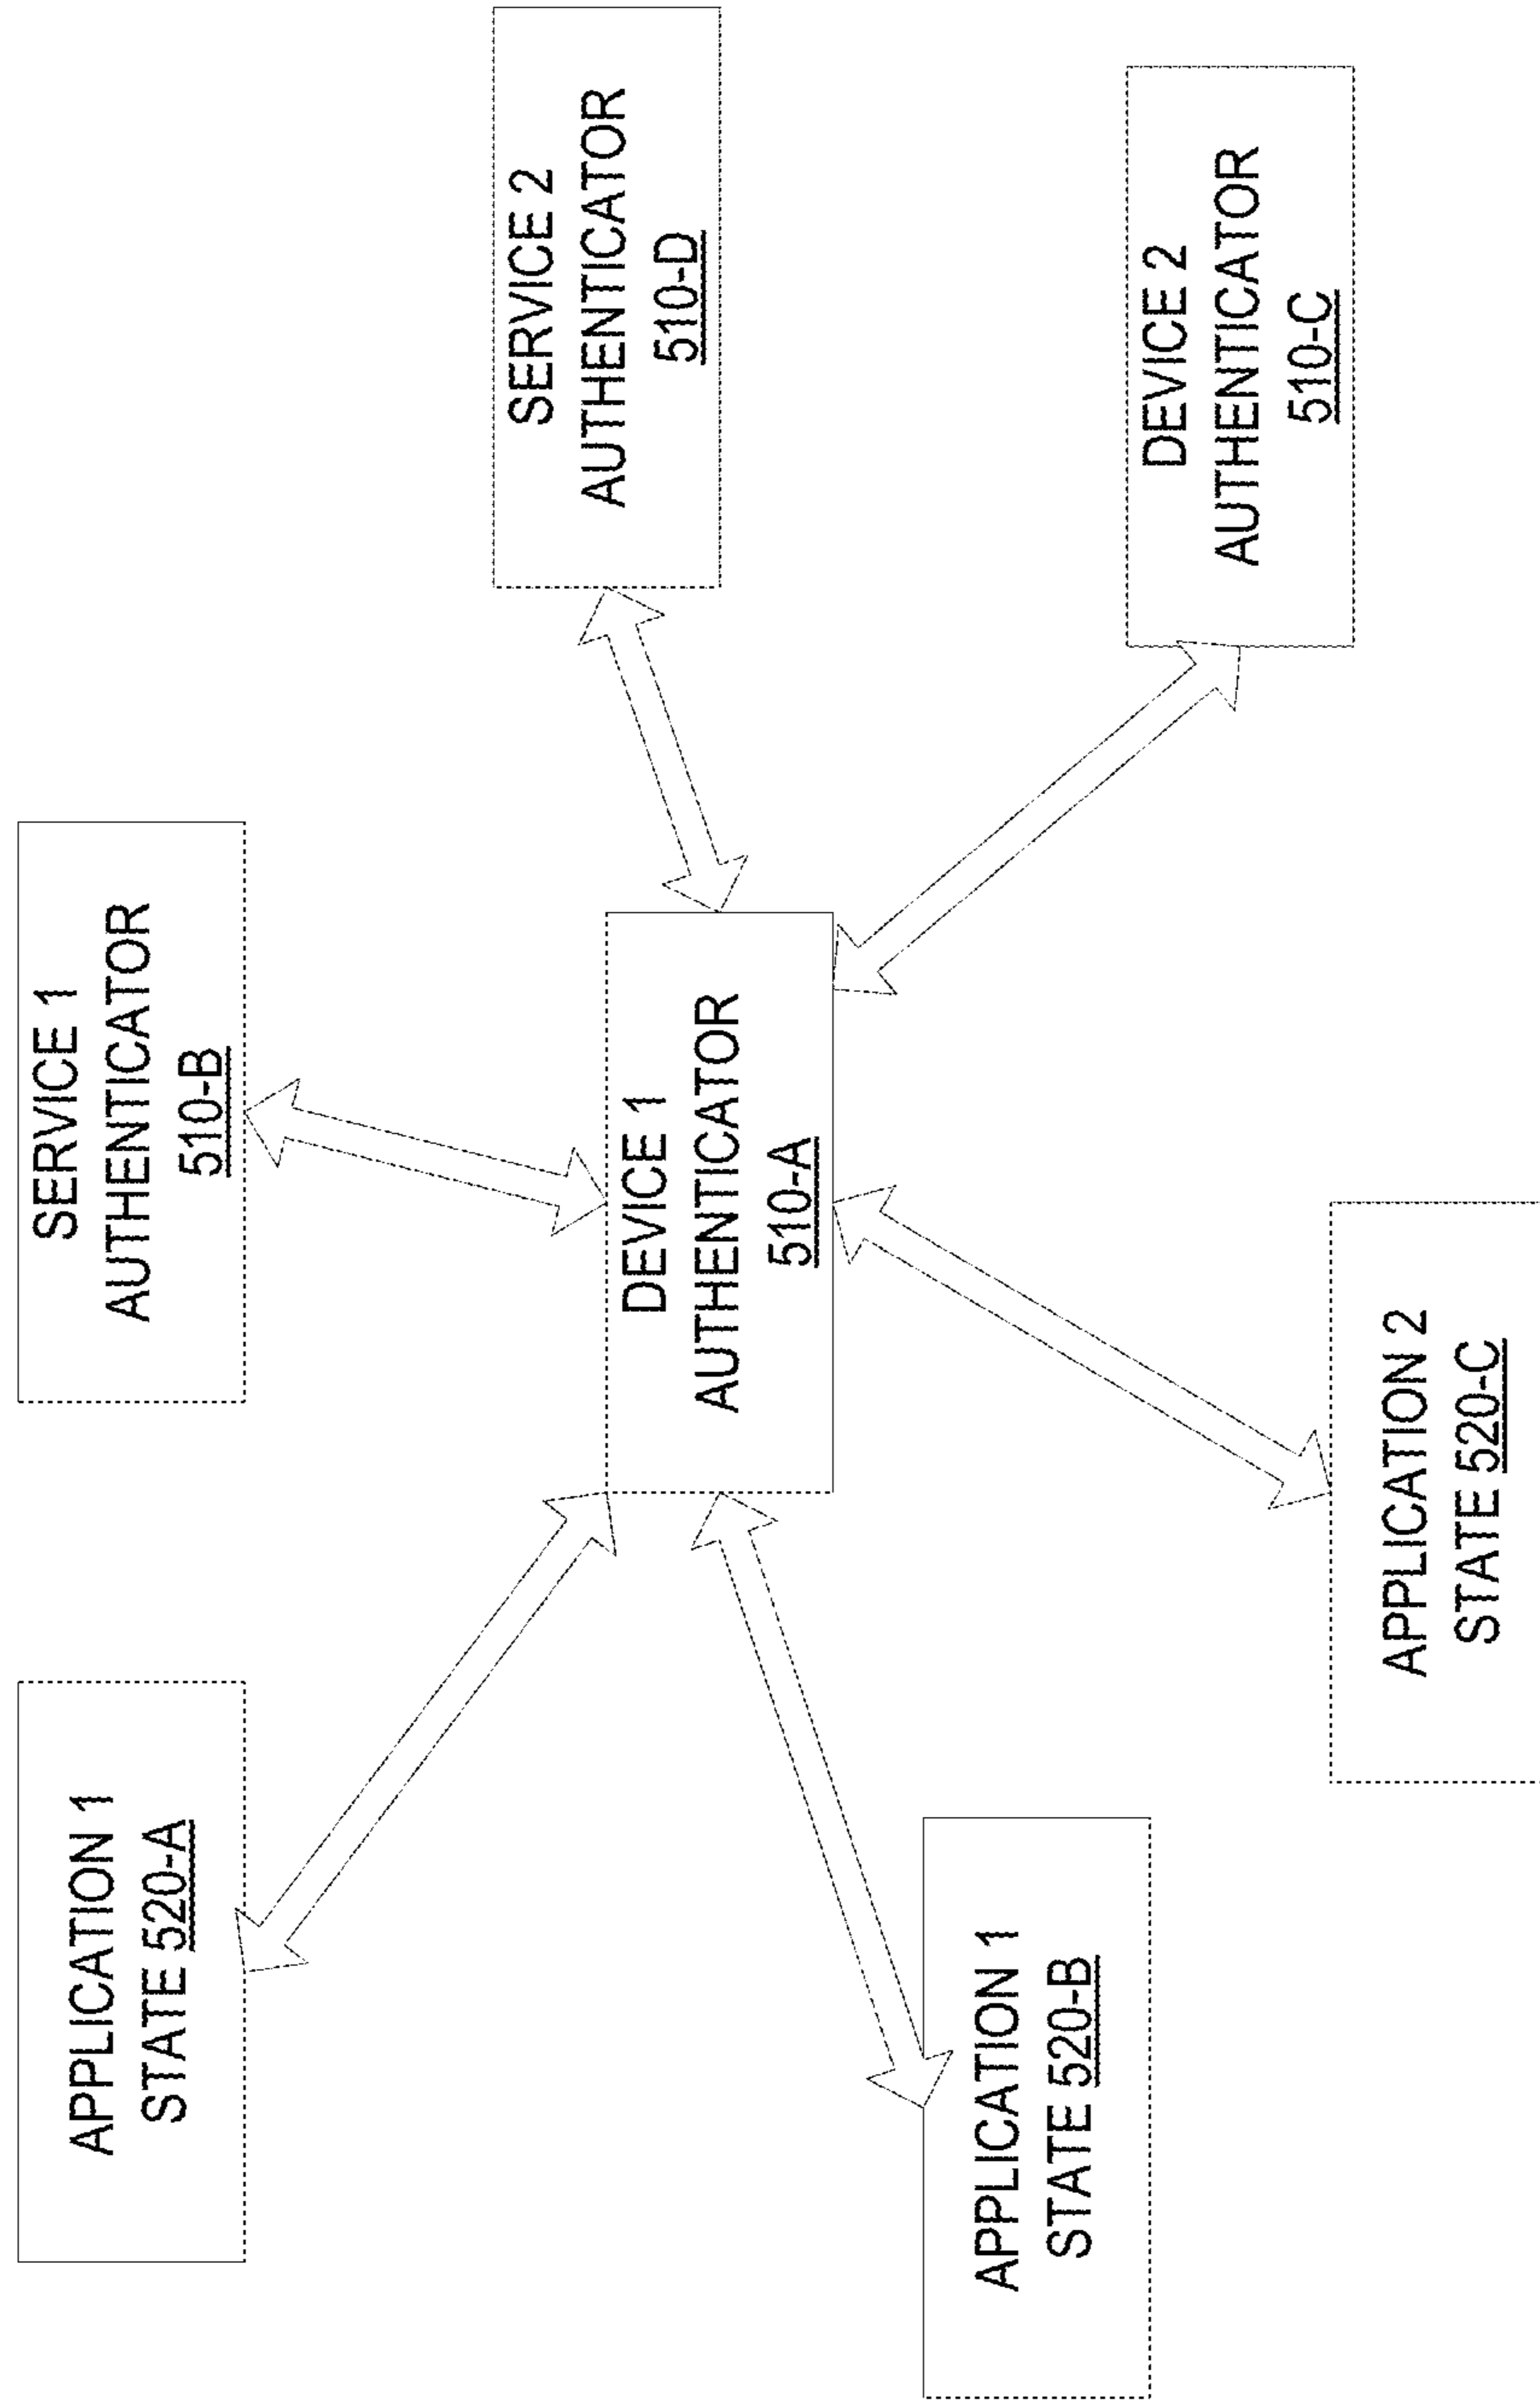 APPLICATION 1
STATE 520-A
SERVICE 1
AUTHENTICATOR
510-B
SERVICE 2
AUTHENTICATOR
510-D
DEVICE 1
AUTHENTICATOR
510-A
APPLICATION 1
STATE 520-B
DEVICE 2
AUTHENTICATOR
510-C
APPLICATION 2
STATE 520-C